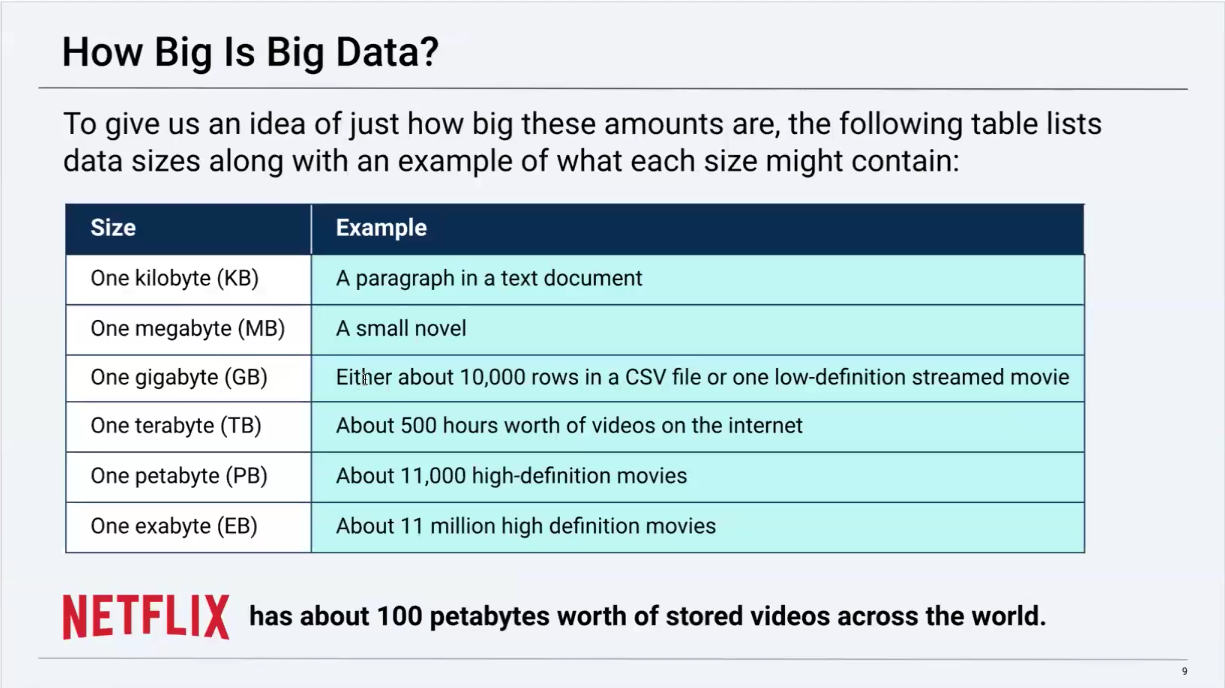 How Big Is Big Data?
To give us an idea of just how big these amounts are, the following table lists
data sizes along with an example of what each size might contain:
Size Example
One kilobyte (KB) A paragraph in a text document
One megabyte (MB) A small novel
One gigabyte (GB) Either about 10,000 rows in a CSV file or one low-definition streamed movie
One terabyte (TB) About 500 hours worth of videos on the internet
One petabyte (PB) About 11,000 high-definition movies
One exabyte (EB) About 11 million high definition movies
NETFLIX has about 100 petabytes worth of stored videos across the world.
9